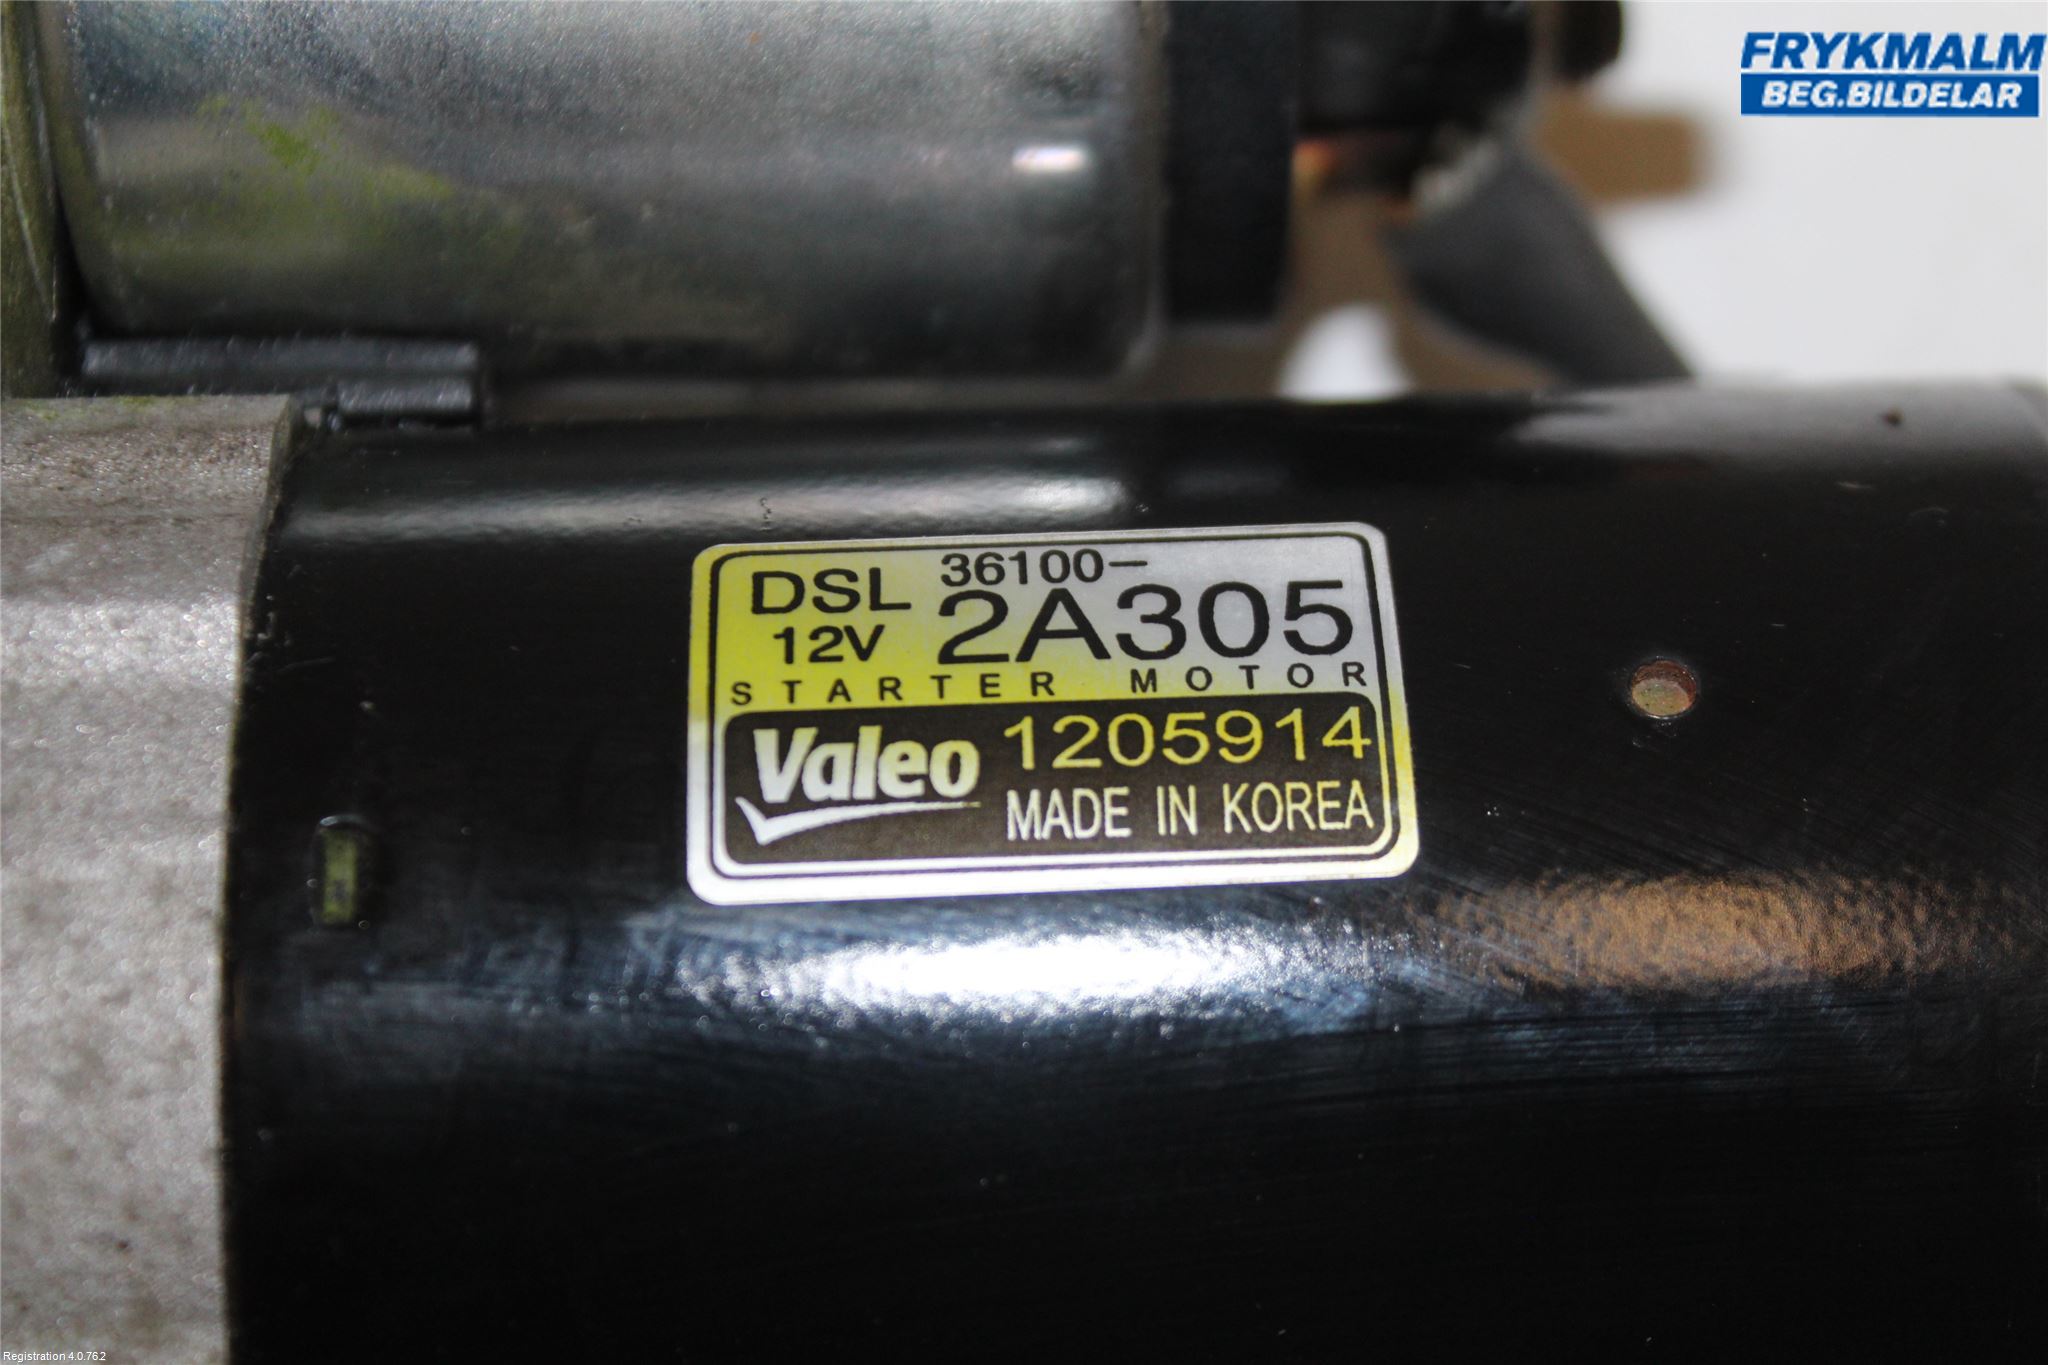 FRYKMALM
BEG.BILDELAR
DSL 36100-
12V 2A305
STARTER MOTOR
Valeo 1205914
MADE IN KOREA
Registration 4.0.762